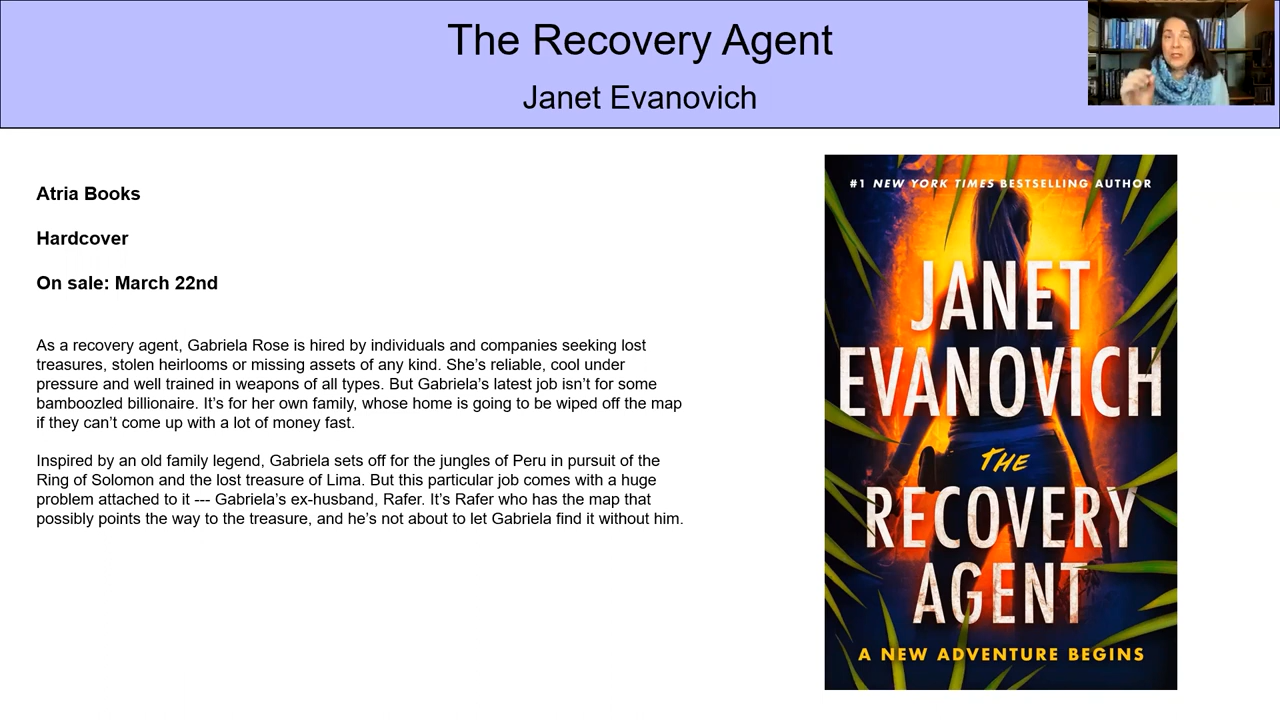 The Recovery Agent
Janet Evanovich
Atria Books
Hardcover
On sale: March 22nd
As a recovery agent, Gabriela Rose is hired by individuals and companies seeking lost
treasures, stolen heirlooms or missing assets of any kind. She’s reliable, cool under
pressure and well trained in weapons of all types. But Gabriela’s latest job isn’t for some
bamboozled billionaire. It’s for her own family, whose home is going to be wiped off the map
if they can’t come up with a lot of money fast.
Inspired by an old family legend, Gabriela sets off for the jungles of Peru in pursuit of the
Ring of Solomon and the lost treasure of Lima. But this particular job comes with a huge
problem attached to it --- Gabriela’s ex-husband, Rafer. It’s Rafer who has the map that
possibly points the way to the treasure, and he’s not about to let Gabriela find it without him.
#1 NEW YORK TIMES BESTSELLING AUTHOR
JANET
EVANOVICH
THE
RECOVERY
AGENT
A NEW ADVENTURE BEGINS